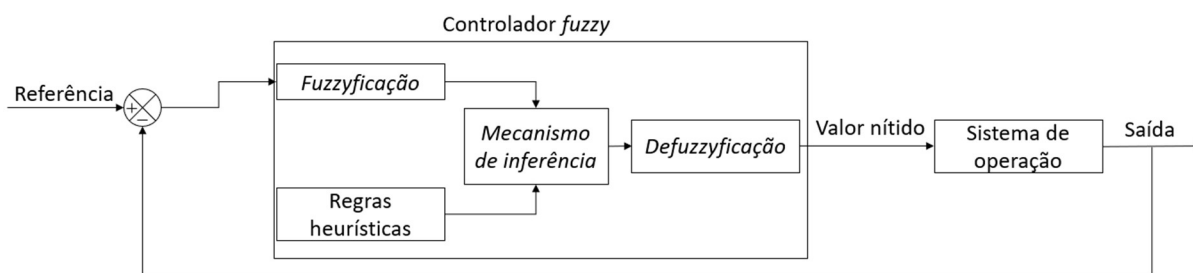 Controlador fuzzy
Referência
+
−
Fuzzyficação
Mecanismo
de inferência
Regras
heurísticas
Defuzzyficação
Valor nítido
Sistema de
operação
Saída